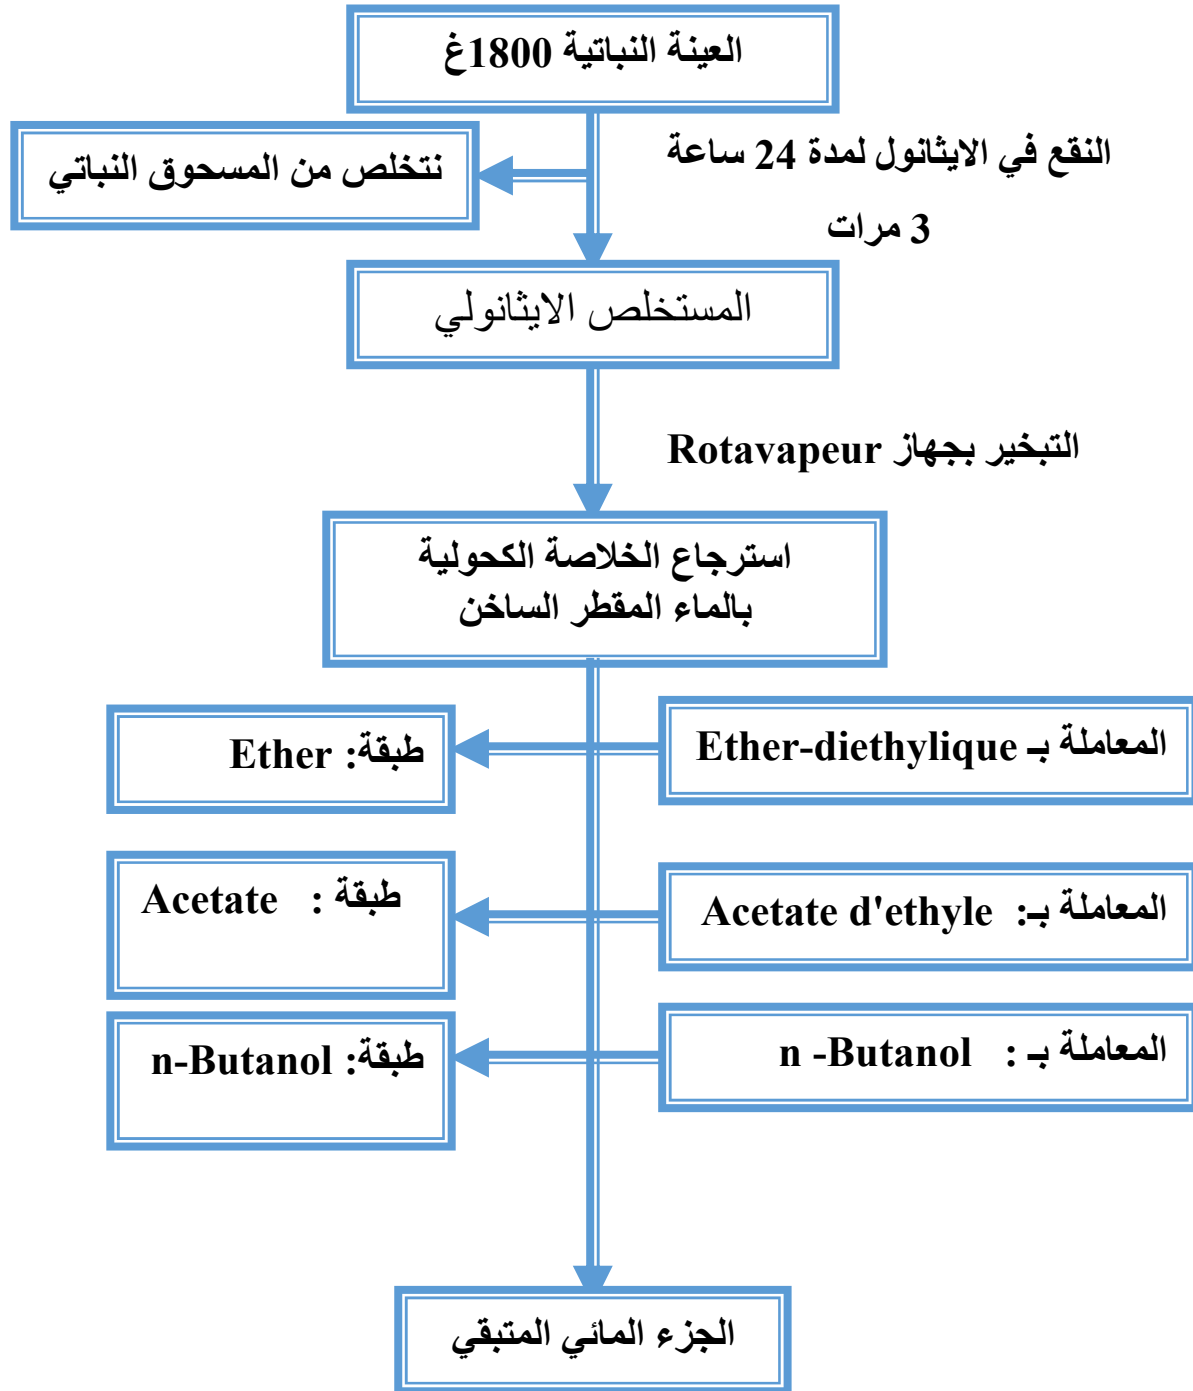 العينة النباتية 1800غ
النقع في الايثانول لمدة 24 ساعة
3 مرات
نتخلص من المسحوق النباتي
المستخلص الايثانولي
التبخير بجهاز Rotavapeur
استرجاع الخلاصة الكحولية
بالماء المقطر الساخن
المعاملة بـ Ether-diethylique
طبقة: Ether
المعاملة بـ: Acetate d'ethyle
طبقة : Acetate
المعاملة بـ : n -Butanol
طبقة: n-Butanol
الجزء المائي المتبقي